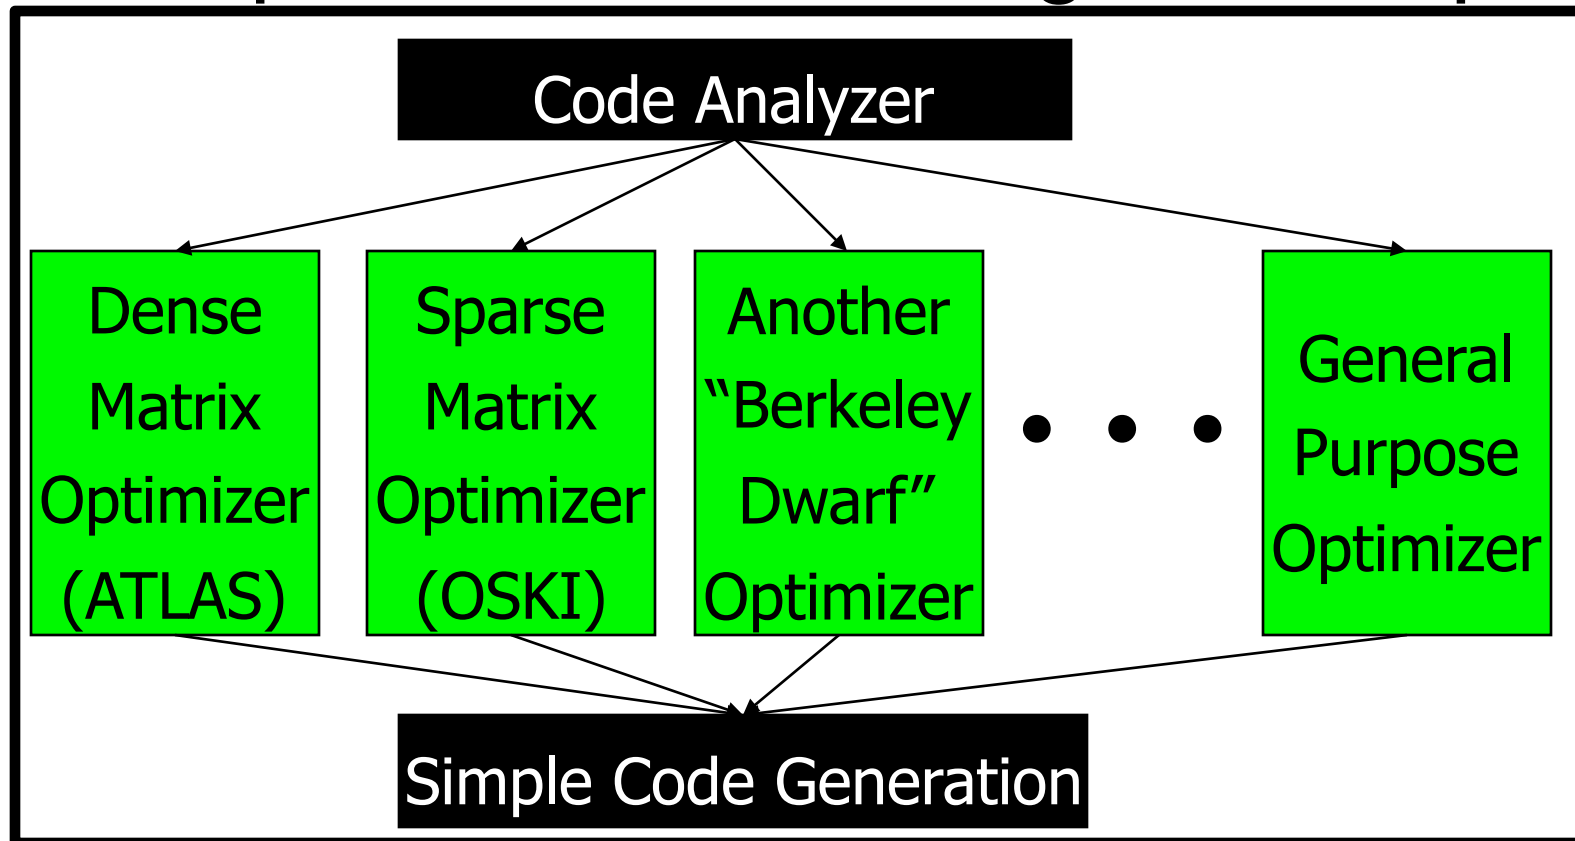 Code Analyzer
Dense
Matrix
Optimizer
(ATLAS)
Sparse
Matrix
Optimizer
(OSKI)
Another
“Berkeley
Dwarf”
Optimizer
• • •
General
Purpose
Optimizer
Simple Code Generation